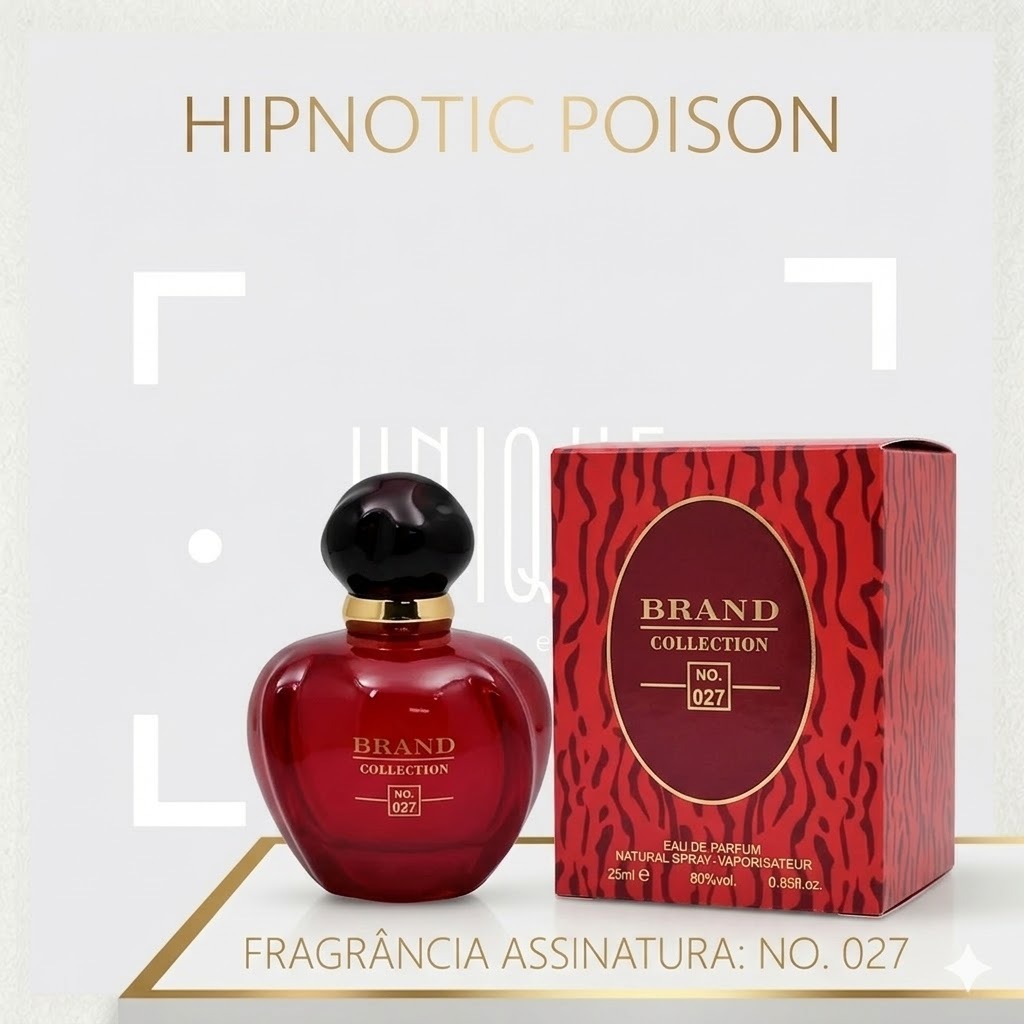 HIPNOTIC POISON
UNIQUE
BRAND
COLLECTION
NO.
027
BRAND
COLLECTION
NO.
027
EAU DE PARFUM
NATURAL SPRAY-VAPORISATEUR
25ml e 80%vol. 0.85fl.oz.
FRAGRÂNCIA ASSINATURA: NO. 027